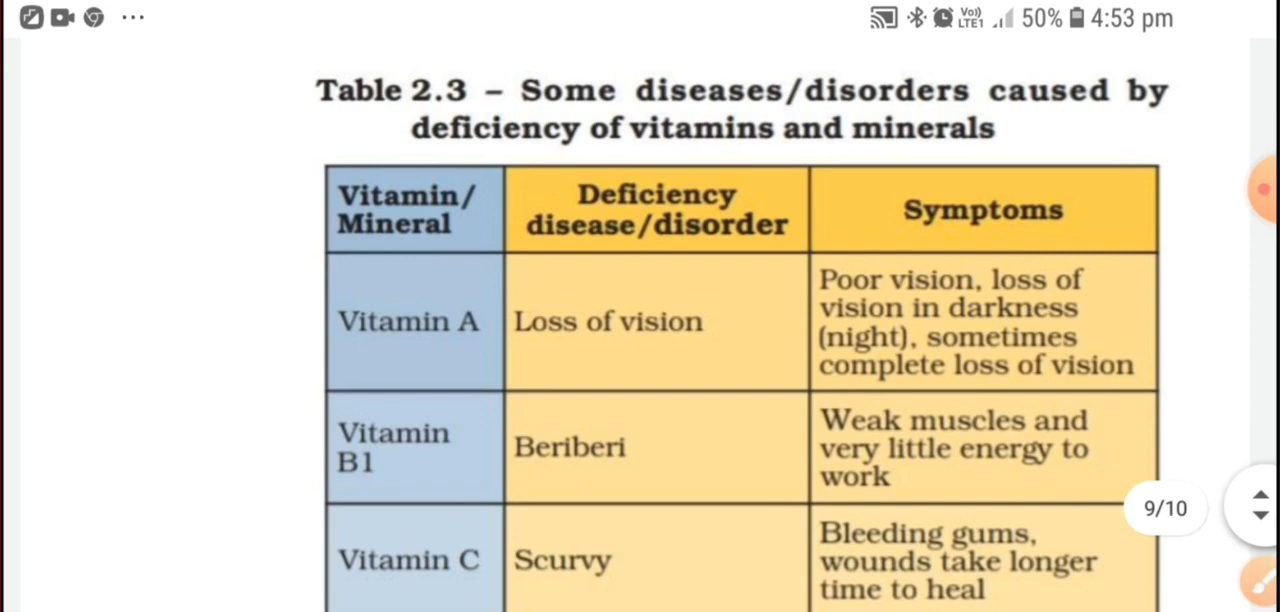 Vo))
LTE1
50%
4:53 pm
Table 2.3 – Some diseases/disorders caused by
deficiency of vitamins and minerals
Vitamin/
Mineral
Deficiency
disease/disorder
Symptoms
Vitamin A
Loss of vision
Poor vision, loss of
vision in darkness
(night), sometimes
complete loss of vision
Vitamin
B1
Beriberi
Weak muscles and
very little energy to
work
9/10
Vitamin C
Scurvy
Bleeding gums,
wounds take longer
time to heal